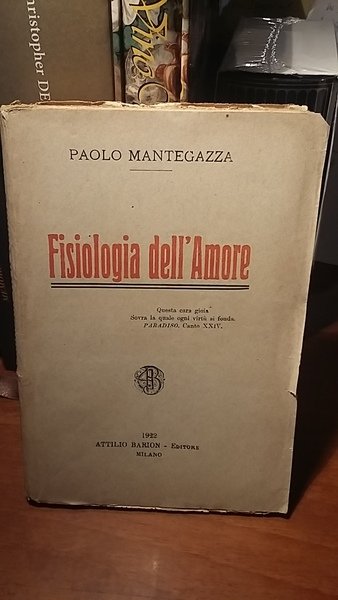 Christopher DE
PAOLO MANTEGAZZA
Fisiologia dell'Amore
Questa cara gioia
Sovra la quale ogni virtù si fonda.
PARADISO. Canto XXIV.
1922
ATTILIO BARION - EDITORE
MILANO